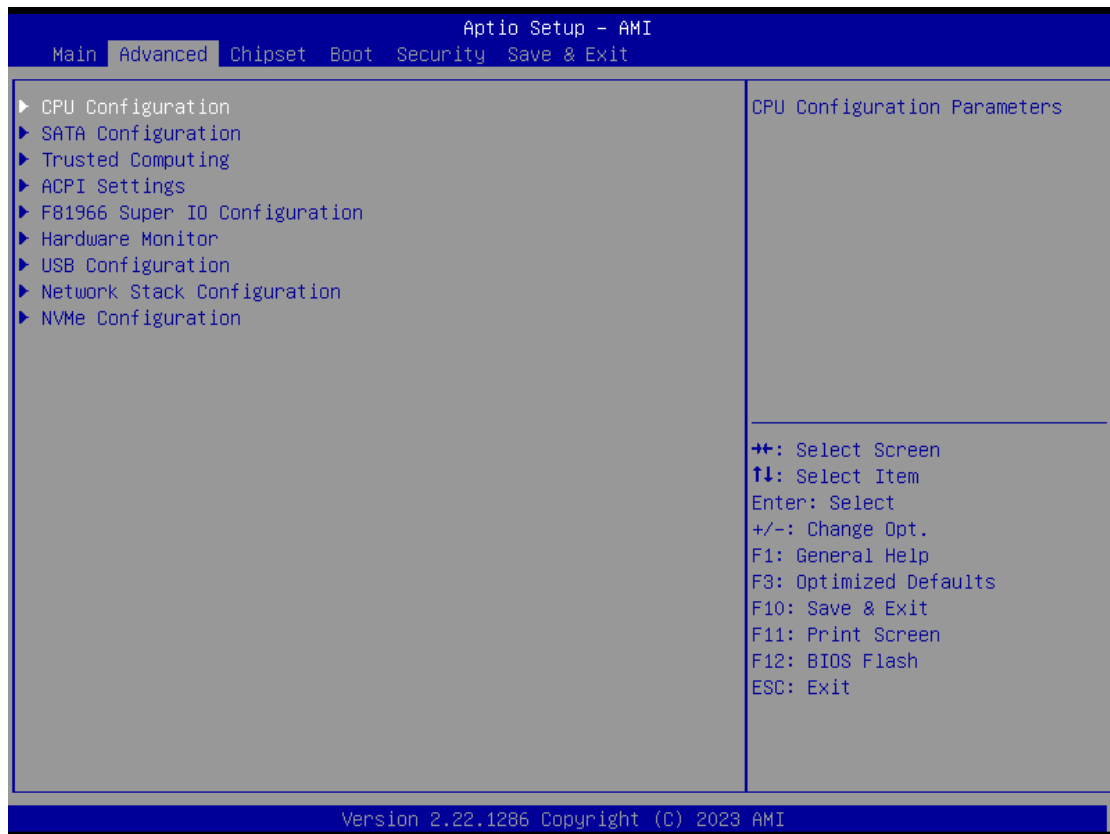 Aptio Setup – AMI
Main Advanced Chipset Boot Security Save & Exit
▶ CPU Configuration
▶ SATA Configuration
▶ Trusted Computing
▶ ACPI Settings
▶ F81966 Super IO Configuration
▶ Hardware Monitor
▶ USB Configuration
▶ Network Stack Configuration
▶ NVMe Configuration
CPU Configuration Parameters
→←: Select Screen
↑↓: Select Item
Enter: Select
+/-: Change Opt.
F1: General Help
F3: Optimized Defaults
F10: Save & Exit
F11: Print Screen
F12: BIOS Flash
ESC: Exit
Version 2.22.1286 Copyright (C) 2023 AMI